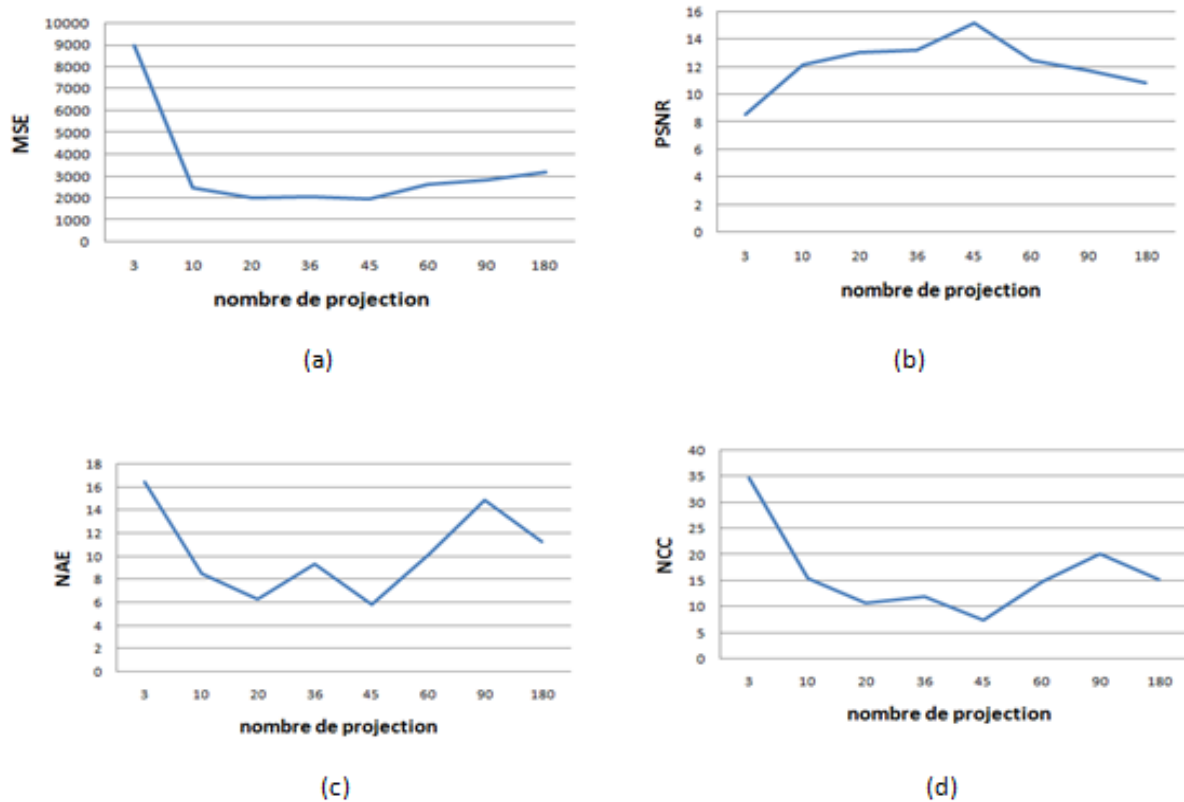 MSE
10000
9000
8000
7000
6000
5000
4000
3000
2000
1000
0
3 10 20 36 45 60 90 180
nombre de projection
(a)
PSNR
16
14
12
10
8
6
4
2
0
3 10 20 36 45 60 90 180
nombre de projection
(b)
NAE
18
16
14
12
10
8
6
4
2
0
3 10 20 36 45 60 90 180
nombre de projection
(c)
NCC
40
35
30
25
20
15
10
5
0
3 10 20 36 45 60 90 180
nombre de projection
(d)